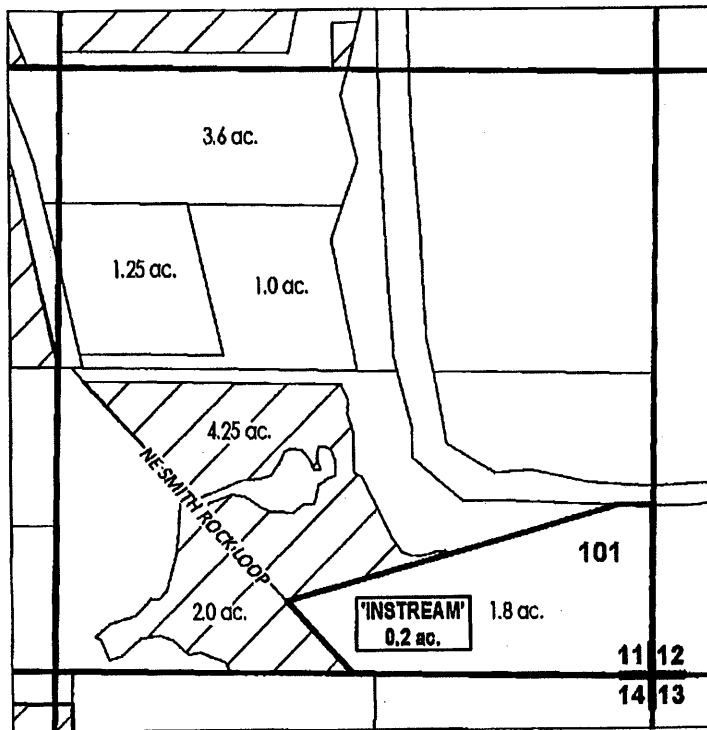 3.6 ac.
1.25 ac.
1.0 ac.
4.25 ac.
NE SMITH ROCK LOOP
101
2.0 ac.
'INSTREAM'
0.2 ac.
1.8 ac.
11 12
14 13